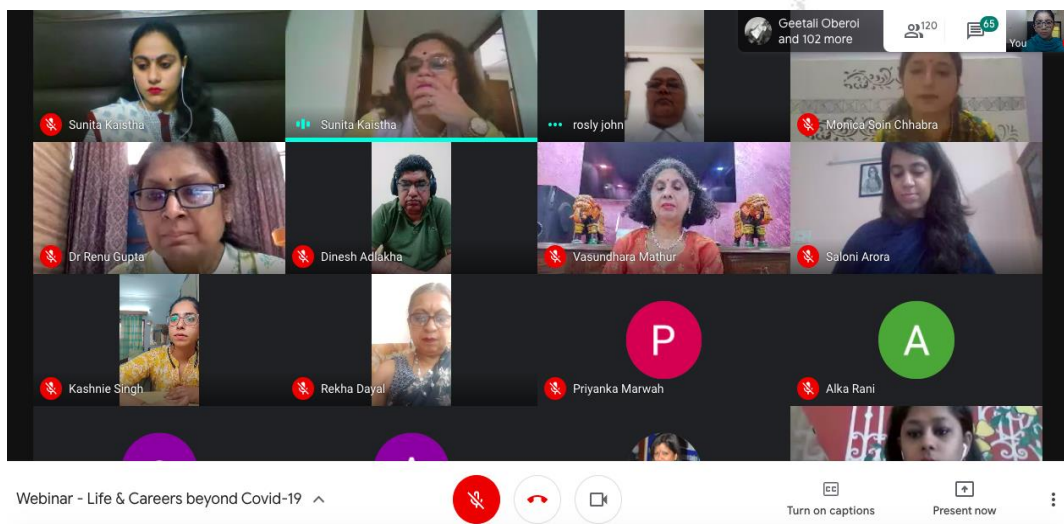 Geetali Oberoi
and 102 more
120
65
You
Sunita Kaistha
Sunita Kaistha
rosly john
Monica Soin Chhabra
Dr Renu Gupta
Dinesh Adlakha
Vasundhara Mathur
Saloni Arora
Kashnie Singh
Rekha Dayal
P
Priyanka Marwah
A
Alka Rani
Webinar - Life & Careers beyond Covid-19
CC
Turn on captions
Present now